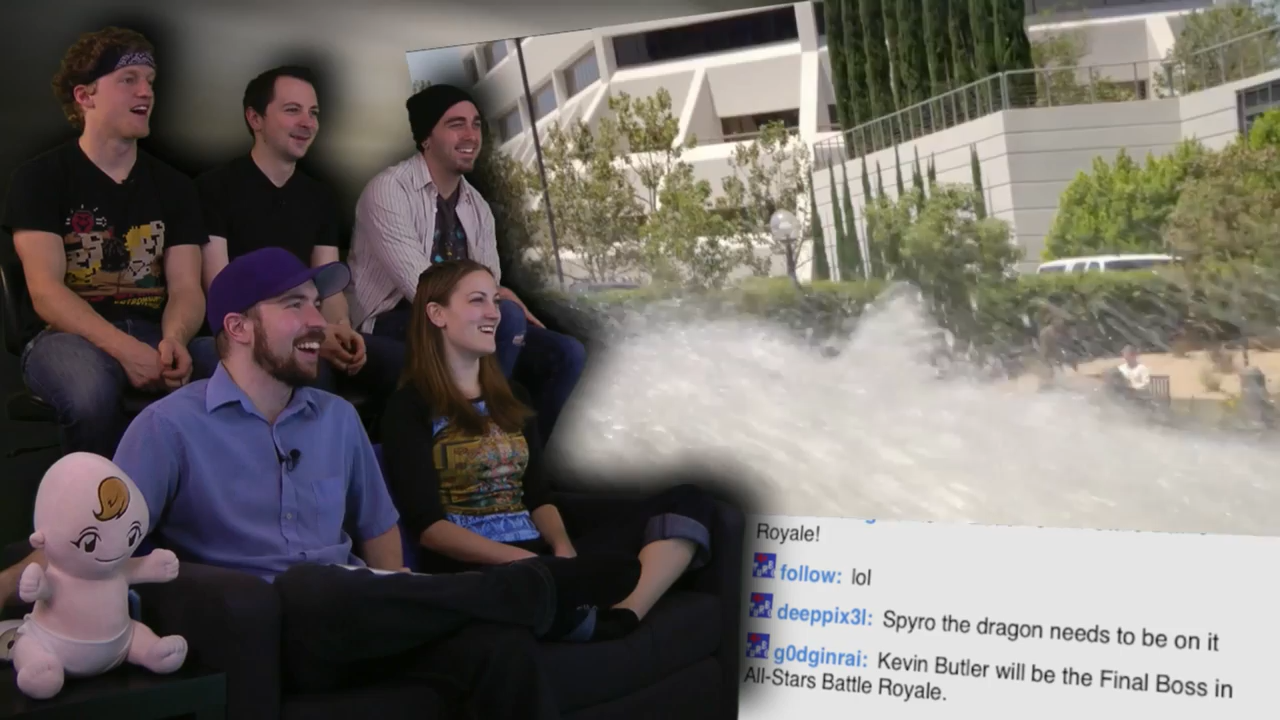 Royale!
follow: lol
deeppix3l: Spyro the dragon needs to be on it
g0dginrai: Kevin Butler will be the Final Boss in
All-Stars Battle Royale.